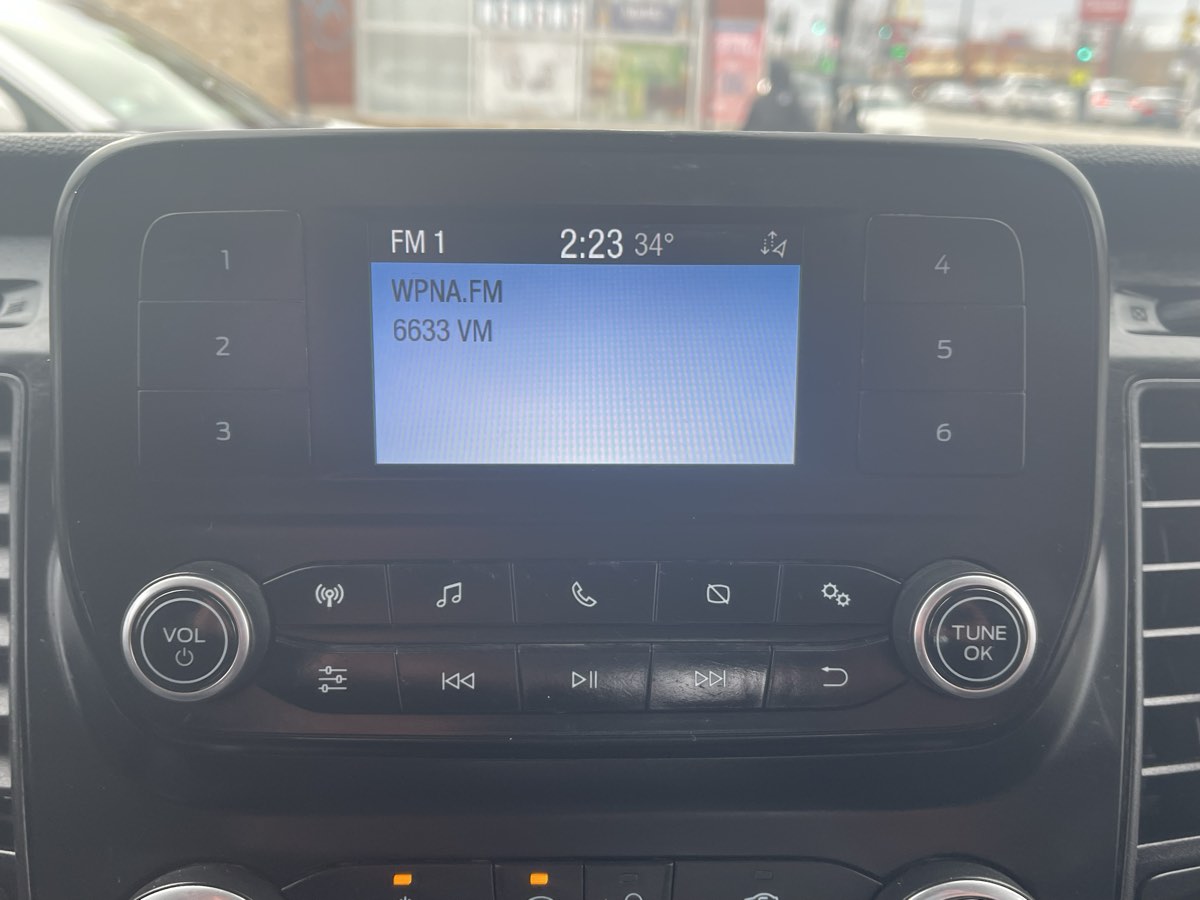 FM 1 2:23 34°
WPNA.FM
6633 VM
1
2
3
4
5
6
VOL
TUNE
OK